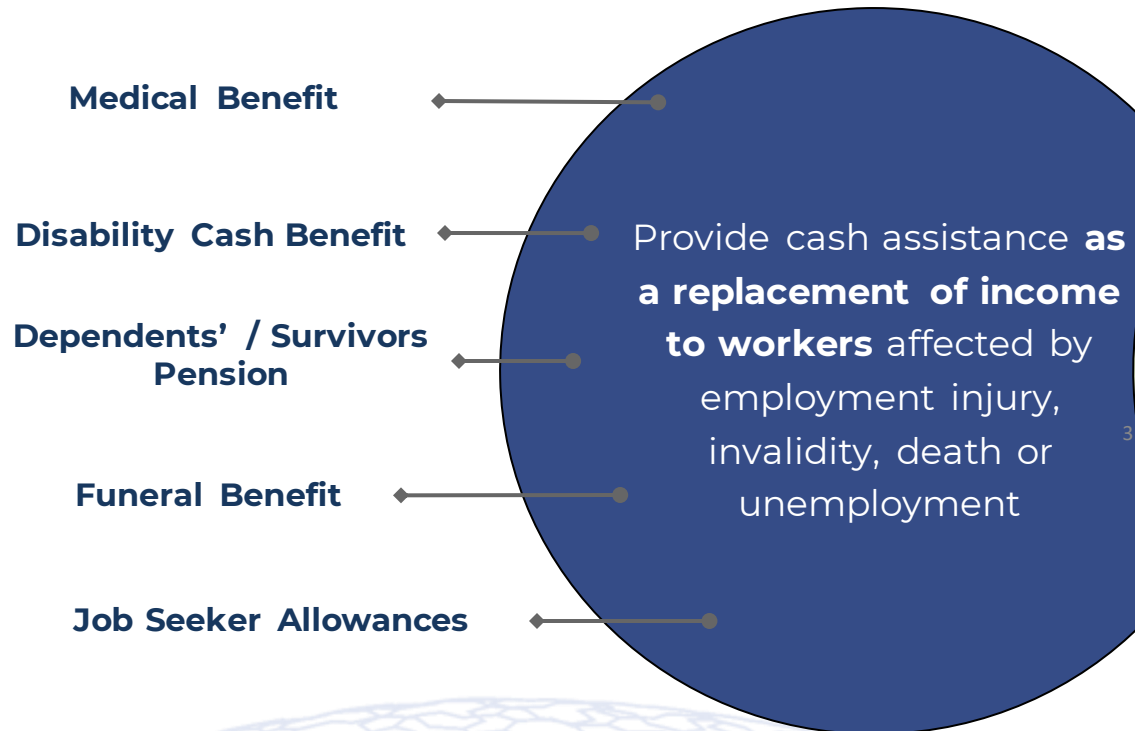 Medical Benefit
Disability Cash Benefit
Dependents’ / Survivors
Pension
Funeral Benefit
Job Seeker Allowances
Provide cash assistance as
a replacement of income
to workers affected by
employment injury,
invalidity, death or
unemployment
3